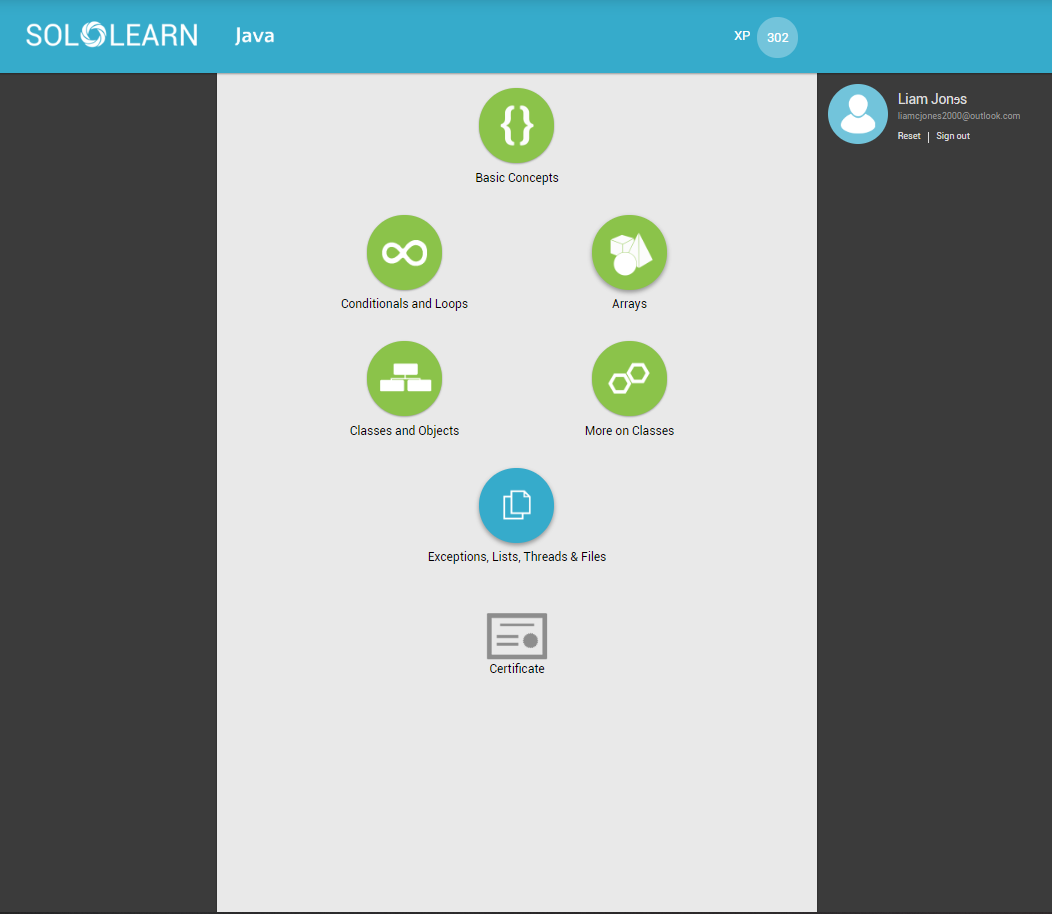 SOLOLEARN Java XP 302
Liam Jones
liamcjones2000@outlook.com
Reset | Sign out
{}
Basic Concepts
Conditionals and Loops
Arrays
Classes and Objects
More on Classes
Exceptions, Lists, Threads & Files
Certificate